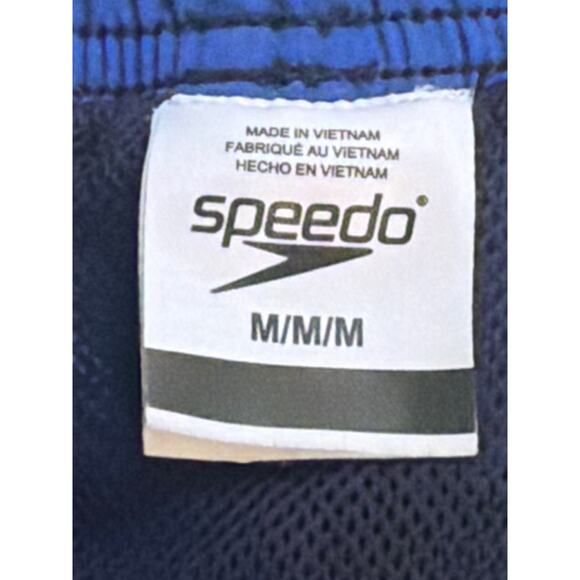 MADE IN VIETNAM
FABRIQUÉ AU VIETNAM
HECHO EN VIETNAM
speedo®
M/M/M